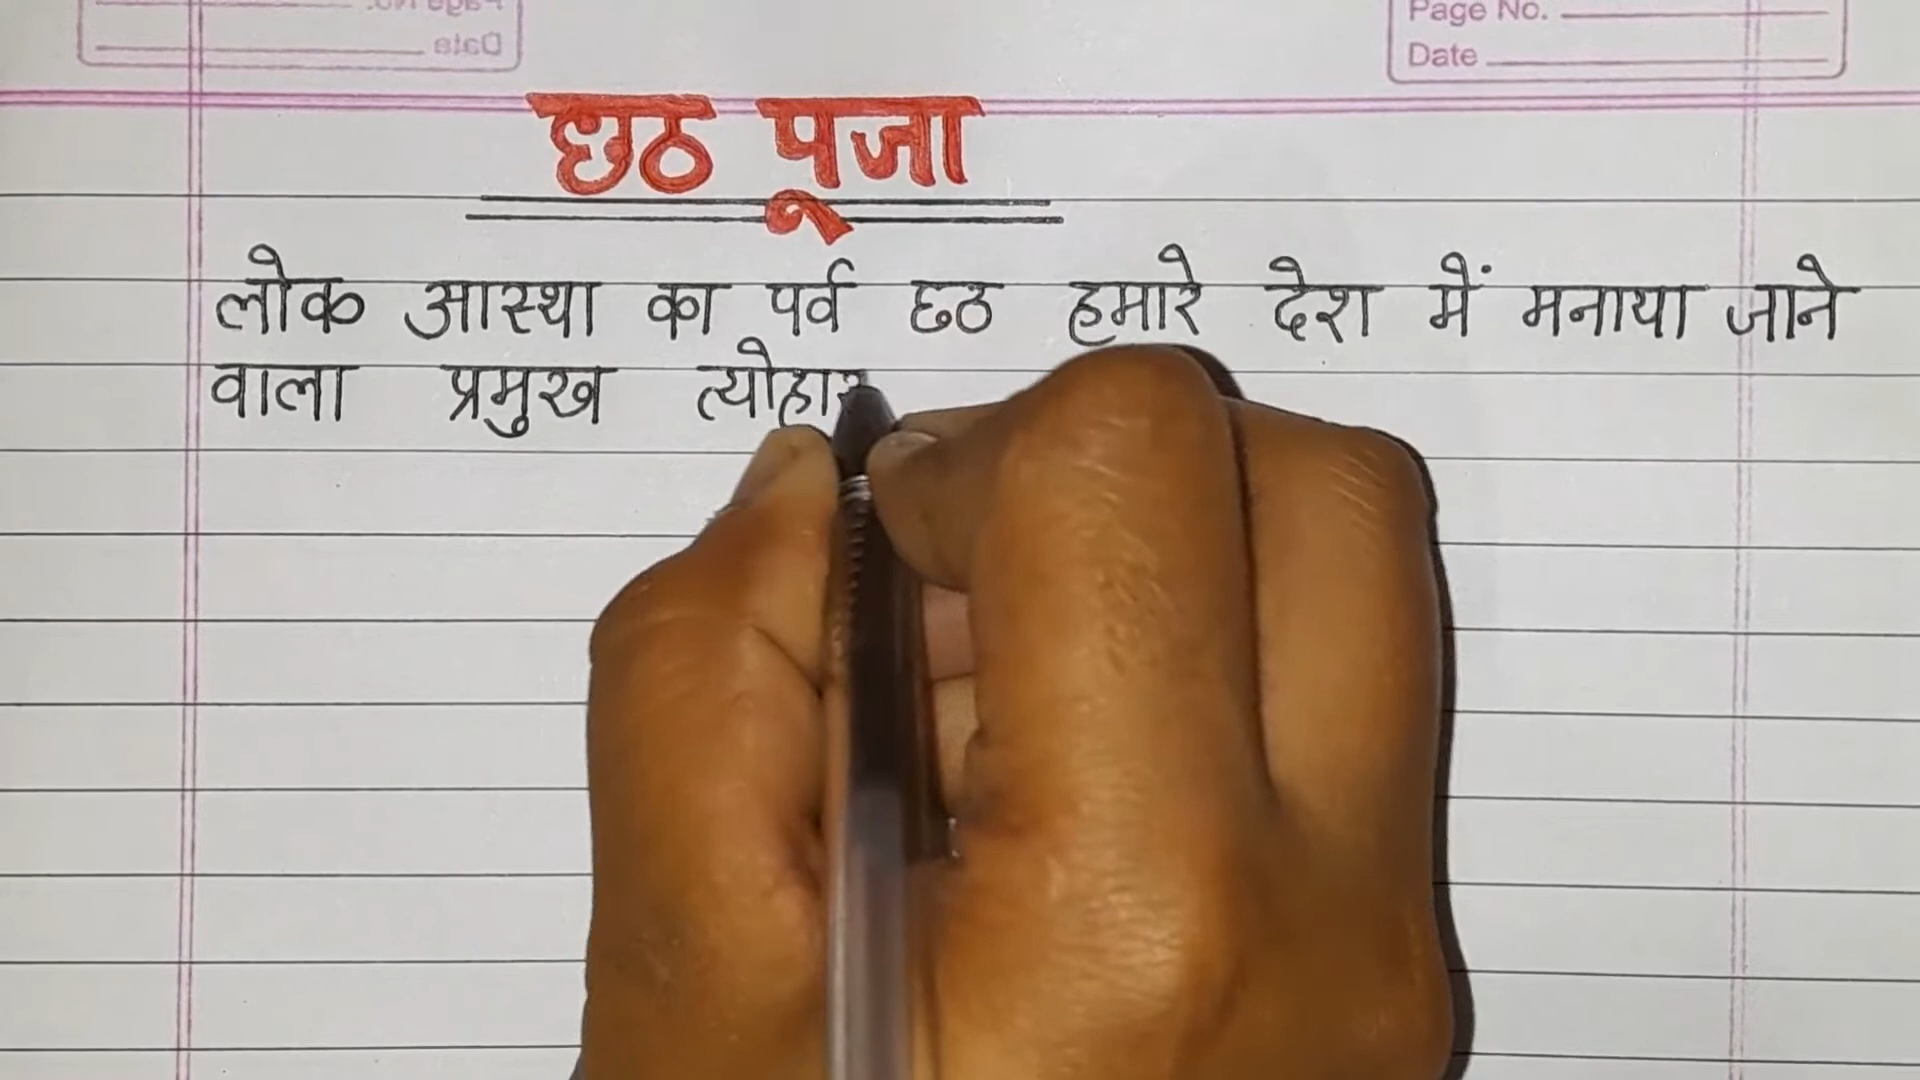 Page No.
Date
छठ पूजा
लोक आस्था का पर्व छठ हमारे देश में मनाया जाने
वाला प्रमुख त्योहार